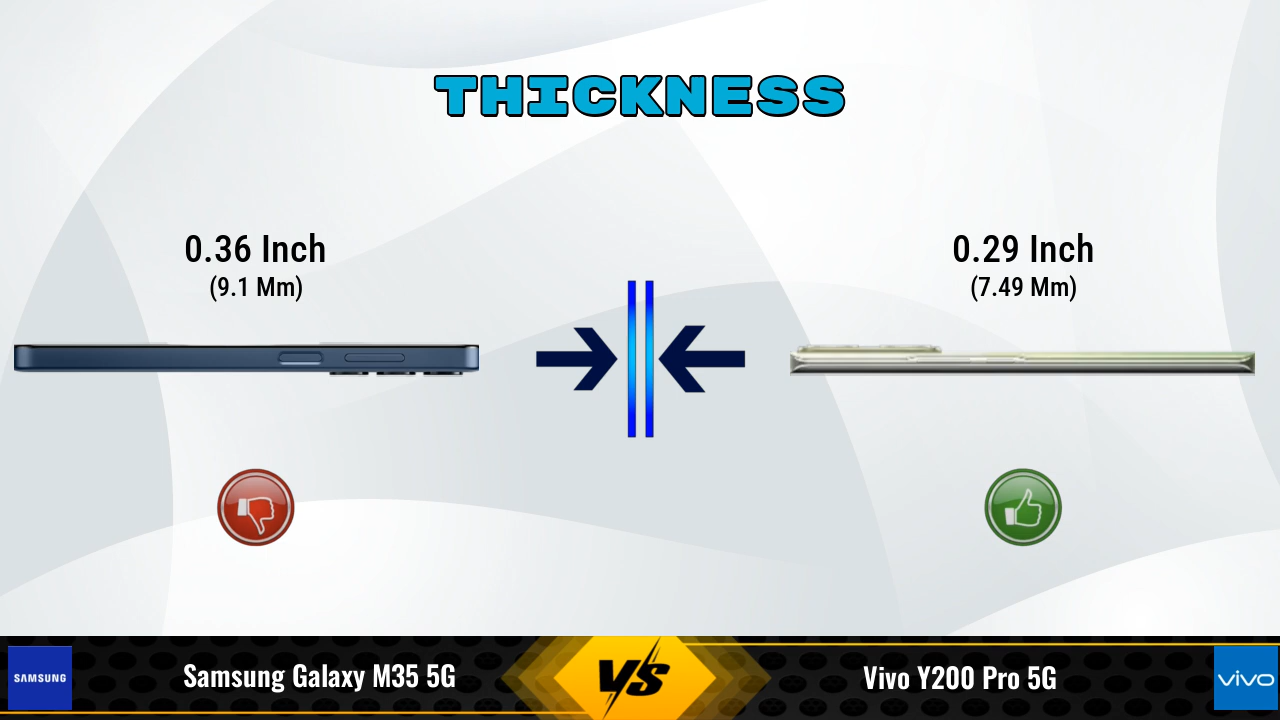 THICKNESS
0.36 Inch
(9.1 Mm)
0.29 Inch
(7.49 Mm)
SAMSUNG
Samsung Galaxy M35 5G
VS
Vivo Y200 Pro 5G
vivo